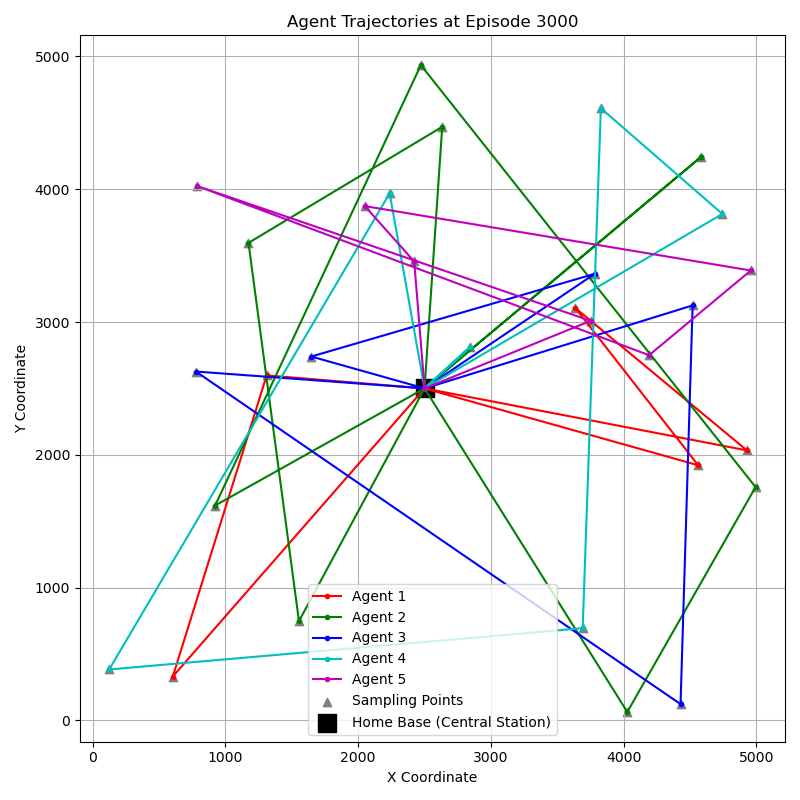 Agent Trajectories at Episode 3000
Y Coordinate
5000
4000
3000
2000
1000
0
0 1000 2000 3000 4000 5000
X Coordinate
Agent 1
Agent 2
Agent 3
Agent 4
Agent 5
Sampling Points
Home Base (Central Station)